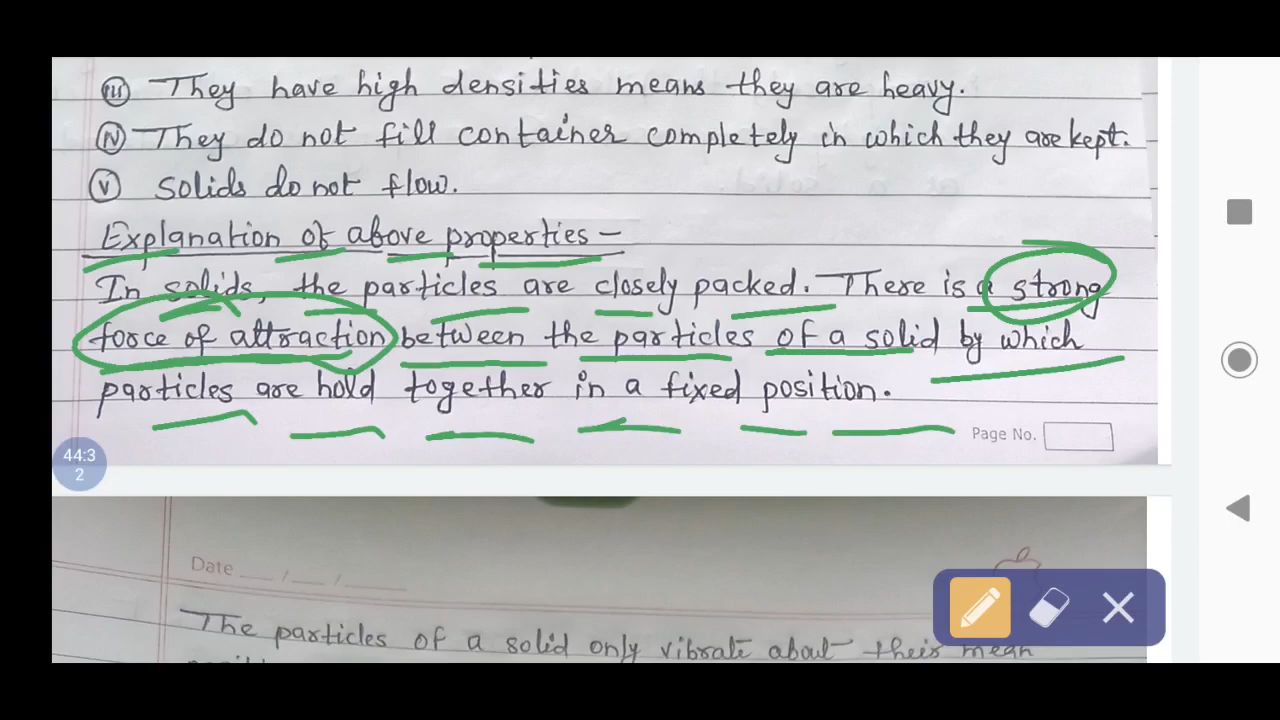 (III) They have high densities means they are heavy.
(IV) They do not fill container completely in which they are kept.
(V) Solids do not flow.
Explanation of above properties -
In solids, the particles are closely packed. There is a strong
force of attraction between the particles of a solid by which
particles are hold together in a fixed position.
Page No.
44:3
2
Date __/__/__
The particles of a solid only vibrate about their mean